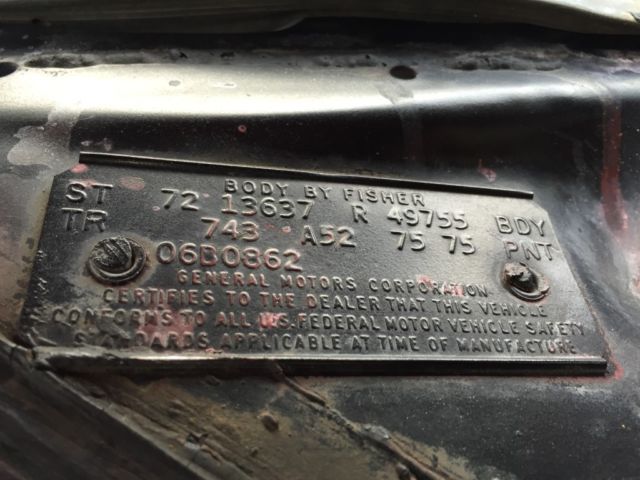 BODY BY FISHER
ST 72 13637 R 49755 BDY
TR 743 A52 75 75 PNT
06B0862
GENERAL MOTORS CORPORATION
CERTIFIES TO THE DEALER THAT THIS VEHICLE
CONFORMS TO ALL U.S. FEDERAL MOTOR VEHICLE SAFETY
STANDARDS APPLICABLE AT TIME OF MANUFACTURE